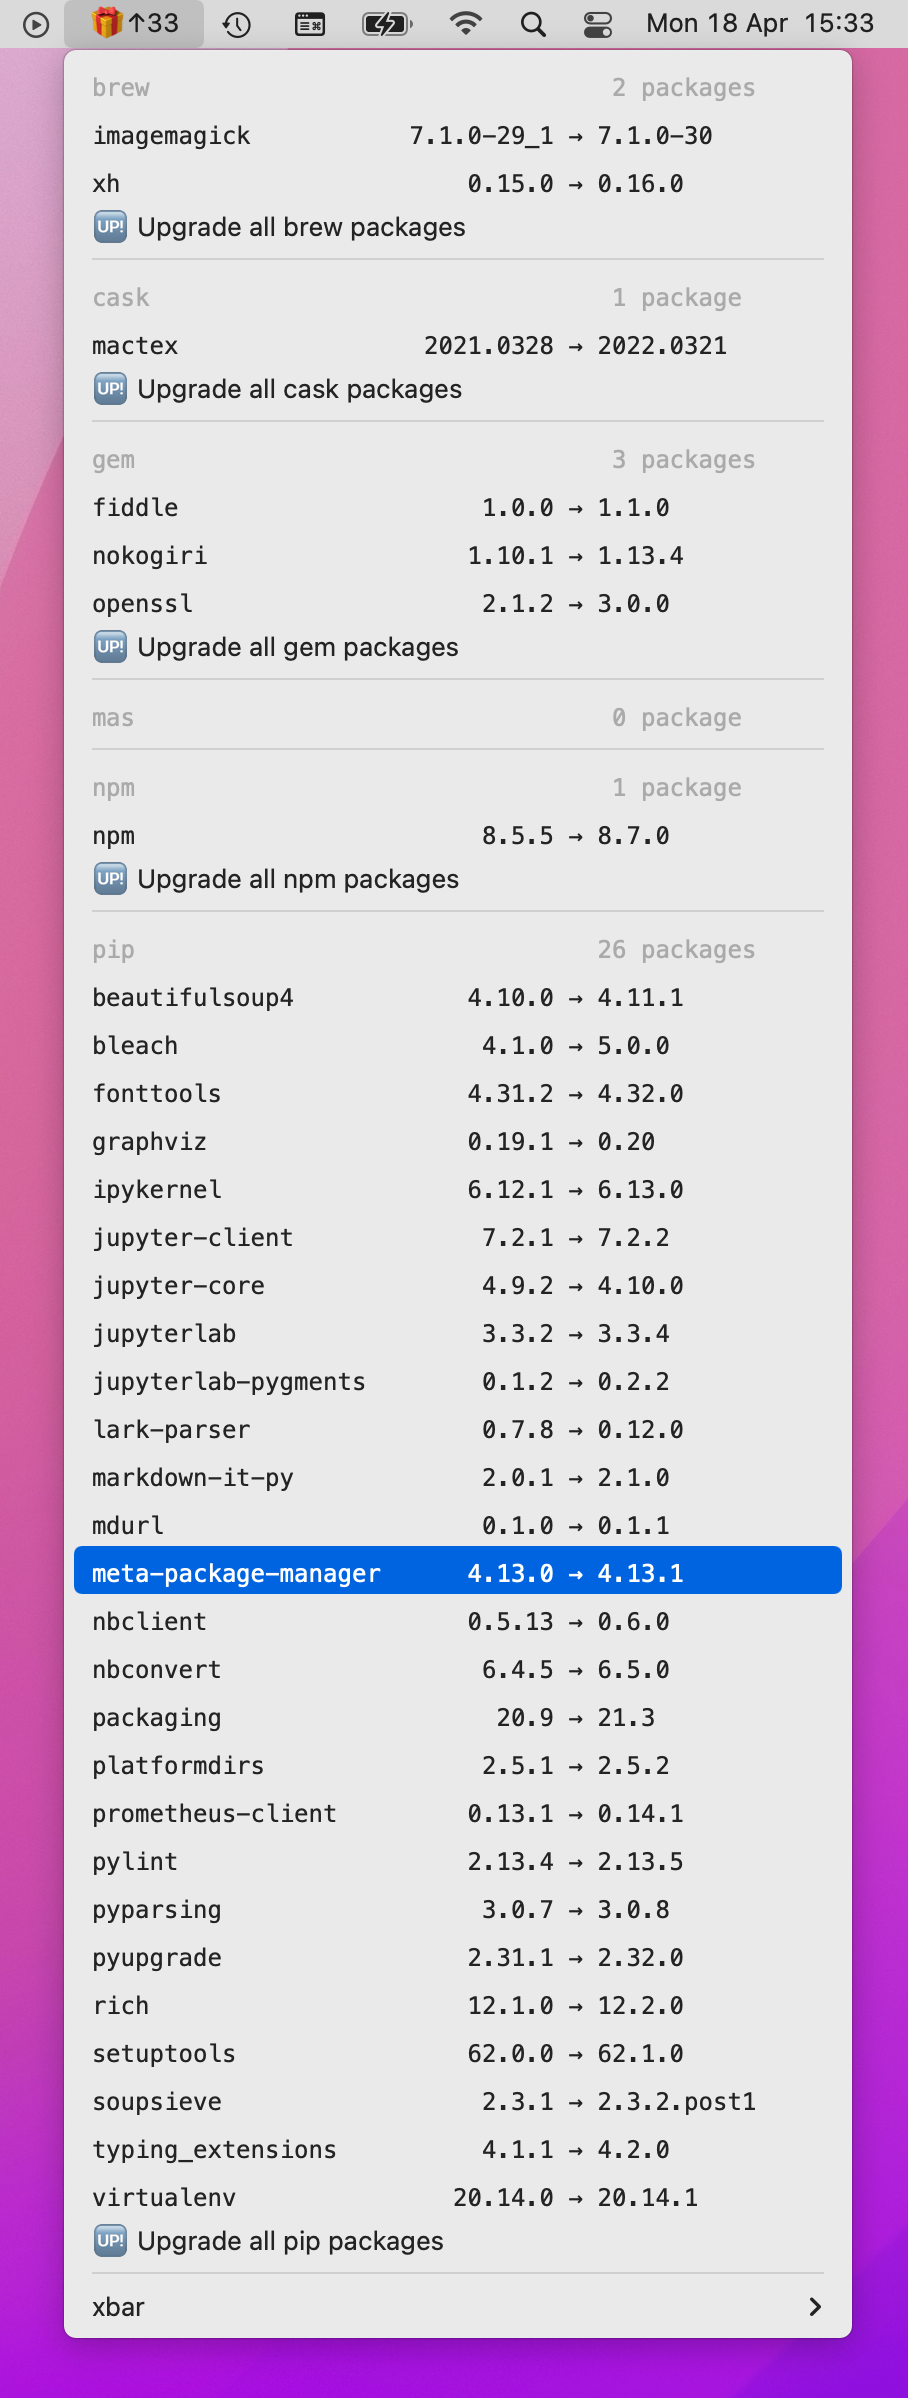 ↑33 Mon 18 Apr 15:33
brew 2 packages
imagemagick 7.1.0-29_1 → 7.1.0-30
xh 0.15.0 → 0.16.0
UP! Upgrade all brew packages
cask 1 package
mactex 2021.0328 → 2022.0321
UP! Upgrade all cask packages
gem 3 packages
fiddle 1.0.0 → 1.1.0
nokogiri 1.10.1 → 1.13.4
openssl 2.1.2 → 3.0.0
UP! Upgrade all gem packages
mas 0 package
npm 1 package
npm 8.5.5 → 8.7.0
UP! Upgrade all npm packages
pip 26 packages
beautifulsoup4 4.10.0 → 4.11.1
bleach 4.1.0 → 5.0.0
fonttools 4.31.2 → 4.32.0
graphviz 0.19.1 → 0.20
ipykernel 6.12.1 → 6.13.0
jupyter-client 7.2.1 → 7.2.2
jupyter-core 4.9.2 → 4.10.0
jupyterlab 3.3.2 → 3.3.4
jupyterlab-pygments 0.1.2 → 0.2.2
lark-parser 0.7.8 → 0.12.0
markdown-it-py 2.0.1 → 2.1.0
mdurl 0.1.0 → 0.1.1
meta-package-manager 4.13.0 → 4.13.1
nbclient 0.5.13 → 0.6.0
nbconvert 6.4.5 → 6.5.0
packaging 20.9 → 21.3
platformdirs 2.5.1 → 2.5.2
prometheus-client 0.13.1 → 0.14.1
pylint 2.13.4 → 2.13.5
pyparsing 3.0.7 → 3.0.8
pyupgrade 2.31.1 → 2.32.0
rich 12.1.0 → 12.2.0
setuptools 62.0.0 → 62.1.0
soupsieve 2.3.1 → 2.3.2.post1
typing_extensions 4.1.1 → 4.2.0
virtualenv 20.14.0 → 20.14.1
UP! Upgrade all pip packages
xbar